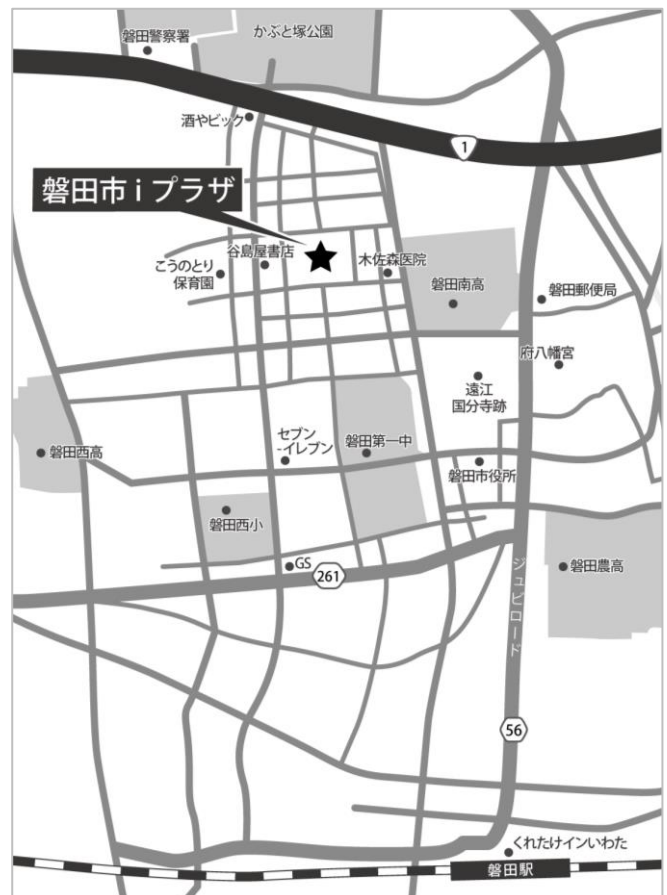 かぶと塚公園
磐田警察署
酒やビック
1
磐田市 i プラザ
谷島屋書店
こうのとり
保育園
木佐森医院
磐田南高
磐田郵便局
府八幡宮
遠江
国分寺跡
セブン
-イレブン
磐田第一中
磐田西高
磐田市役所
磐田西小
GS
261
磐田農高
ジュビロード
56
くれたけインいわた
磐田駅